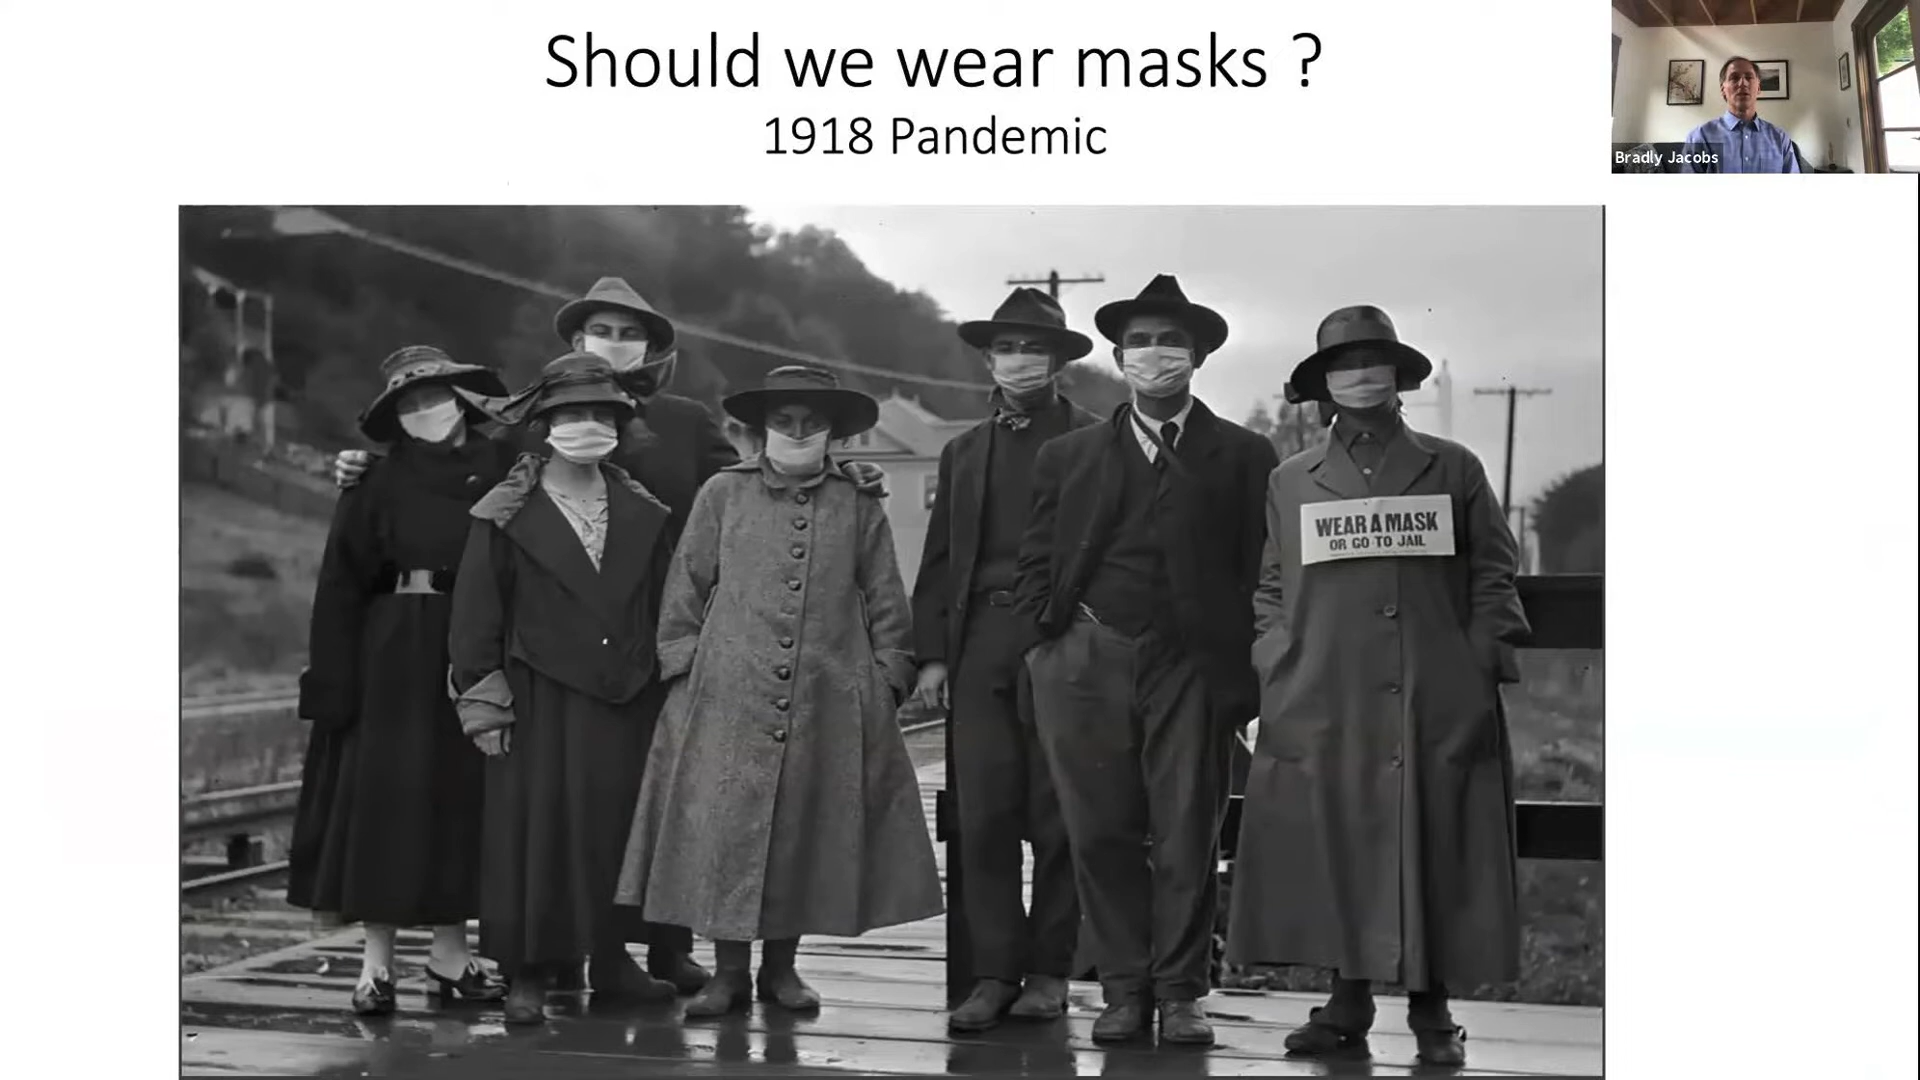 Should we wear masks ?
1918 Pandemic
Bradly Jacobs
WEAR A MASK
OR GO TO JAIL